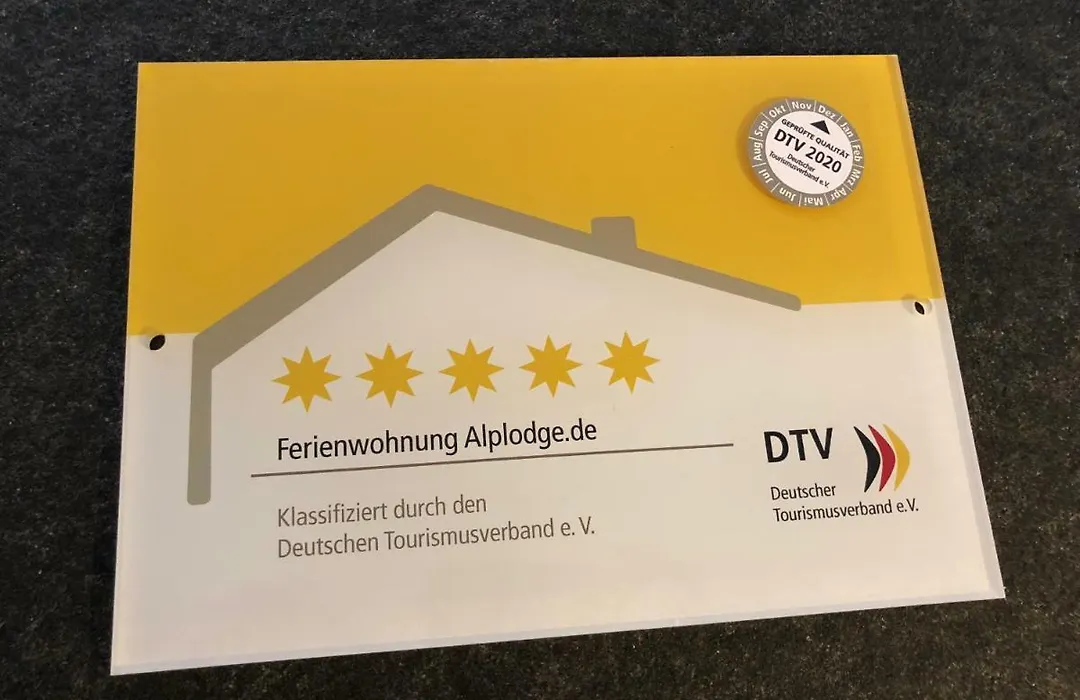 Jan Feb Mrz Apr Mai Jun Jul Aug Sep Okt Nov Dez
GEPRÜFTE QUALITÄT
DTV 2020
Deutscher
Tourismusverband e.V.
Ferienwohnung Alplodge.de
Klassifiziert durch den
Deutschen Tourismusverband e. V.
DTV
Deutscher
Tourismusverband e.V.